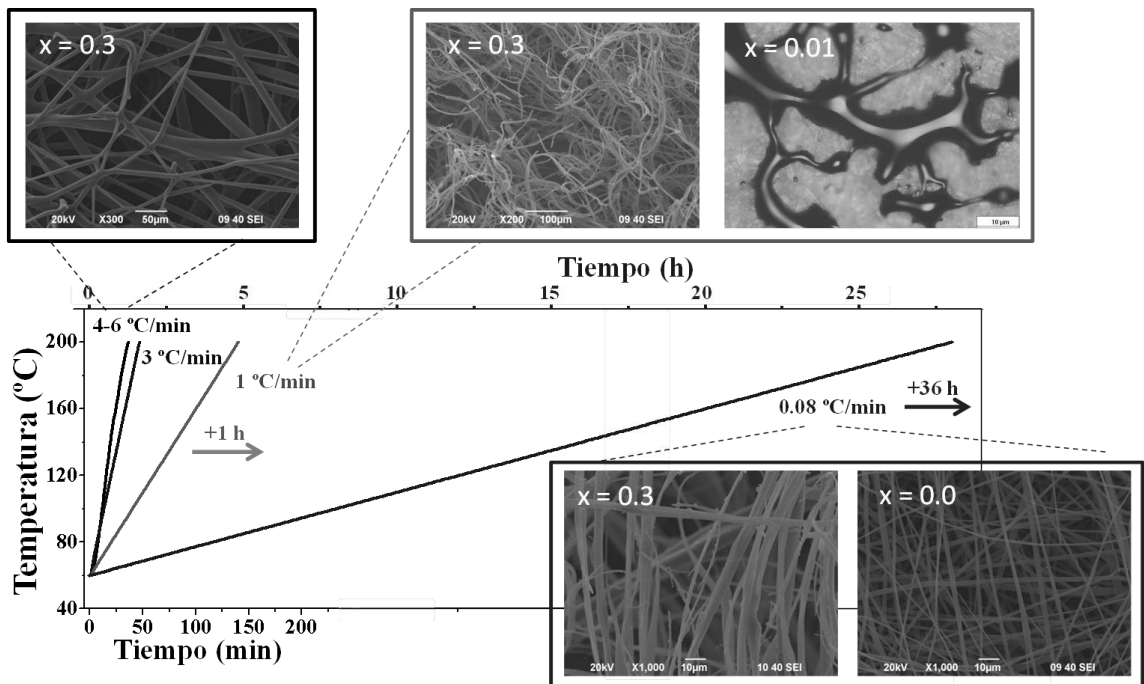 x = 0.3
20kV X300 50µm 09 40 SEI
x = 0.3
20kV X200 100µm 09 40 SEI
x = 0.01
10 µm
Tiempo (h)
0 5 10 15 20 25
4-6 ºC/min
3 ºC/min
1 ºC/min
+1 h
0.08 ºC/min
+36 h
Temperatura (ºC)
200
160
120
80
40
0 50 100 150 200
Tiempo (min)
x = 0.3
20kV X1,000 10µm 10 40 SEI
x = 0.0
20kV X1,000 10µm 09 40 SEI